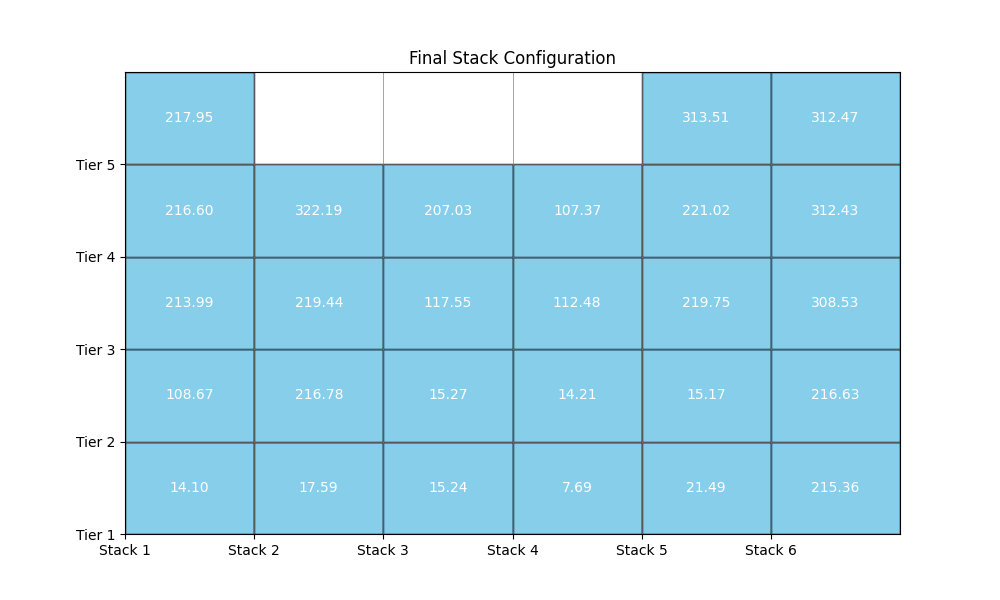 Final Stack Configuration
217.95 313.51 312.47
Tier 5
216.60 322.19 207.03 107.37 221.02 312.43
Tier 4
213.99 219.44 117.55 112.48 219.75 308.53
Tier 3
108.67 216.78 15.27 14.21 15.17 216.63
Tier 2
14.10 17.59 15.24 7.69 21.49 215.36
Tier 1
Stack 1 Stack 2 Stack 3 Stack 4 Stack 5 Stack 6